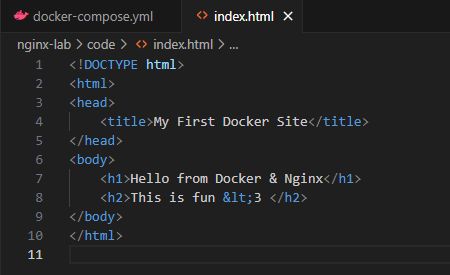 docker-compose.yml index.html
nginx-lab > code > index.html > ...
1 <!DOCTYPE html>
2 <html>
3 <head>
4 <title>My First Docker Site</title>
5 </head>
6 <body>
7 <h1>Hello from Docker & Nginx</h1>
8 <h2>This is fun &lt;3 </h2>
9 </body>
10 </html>
11